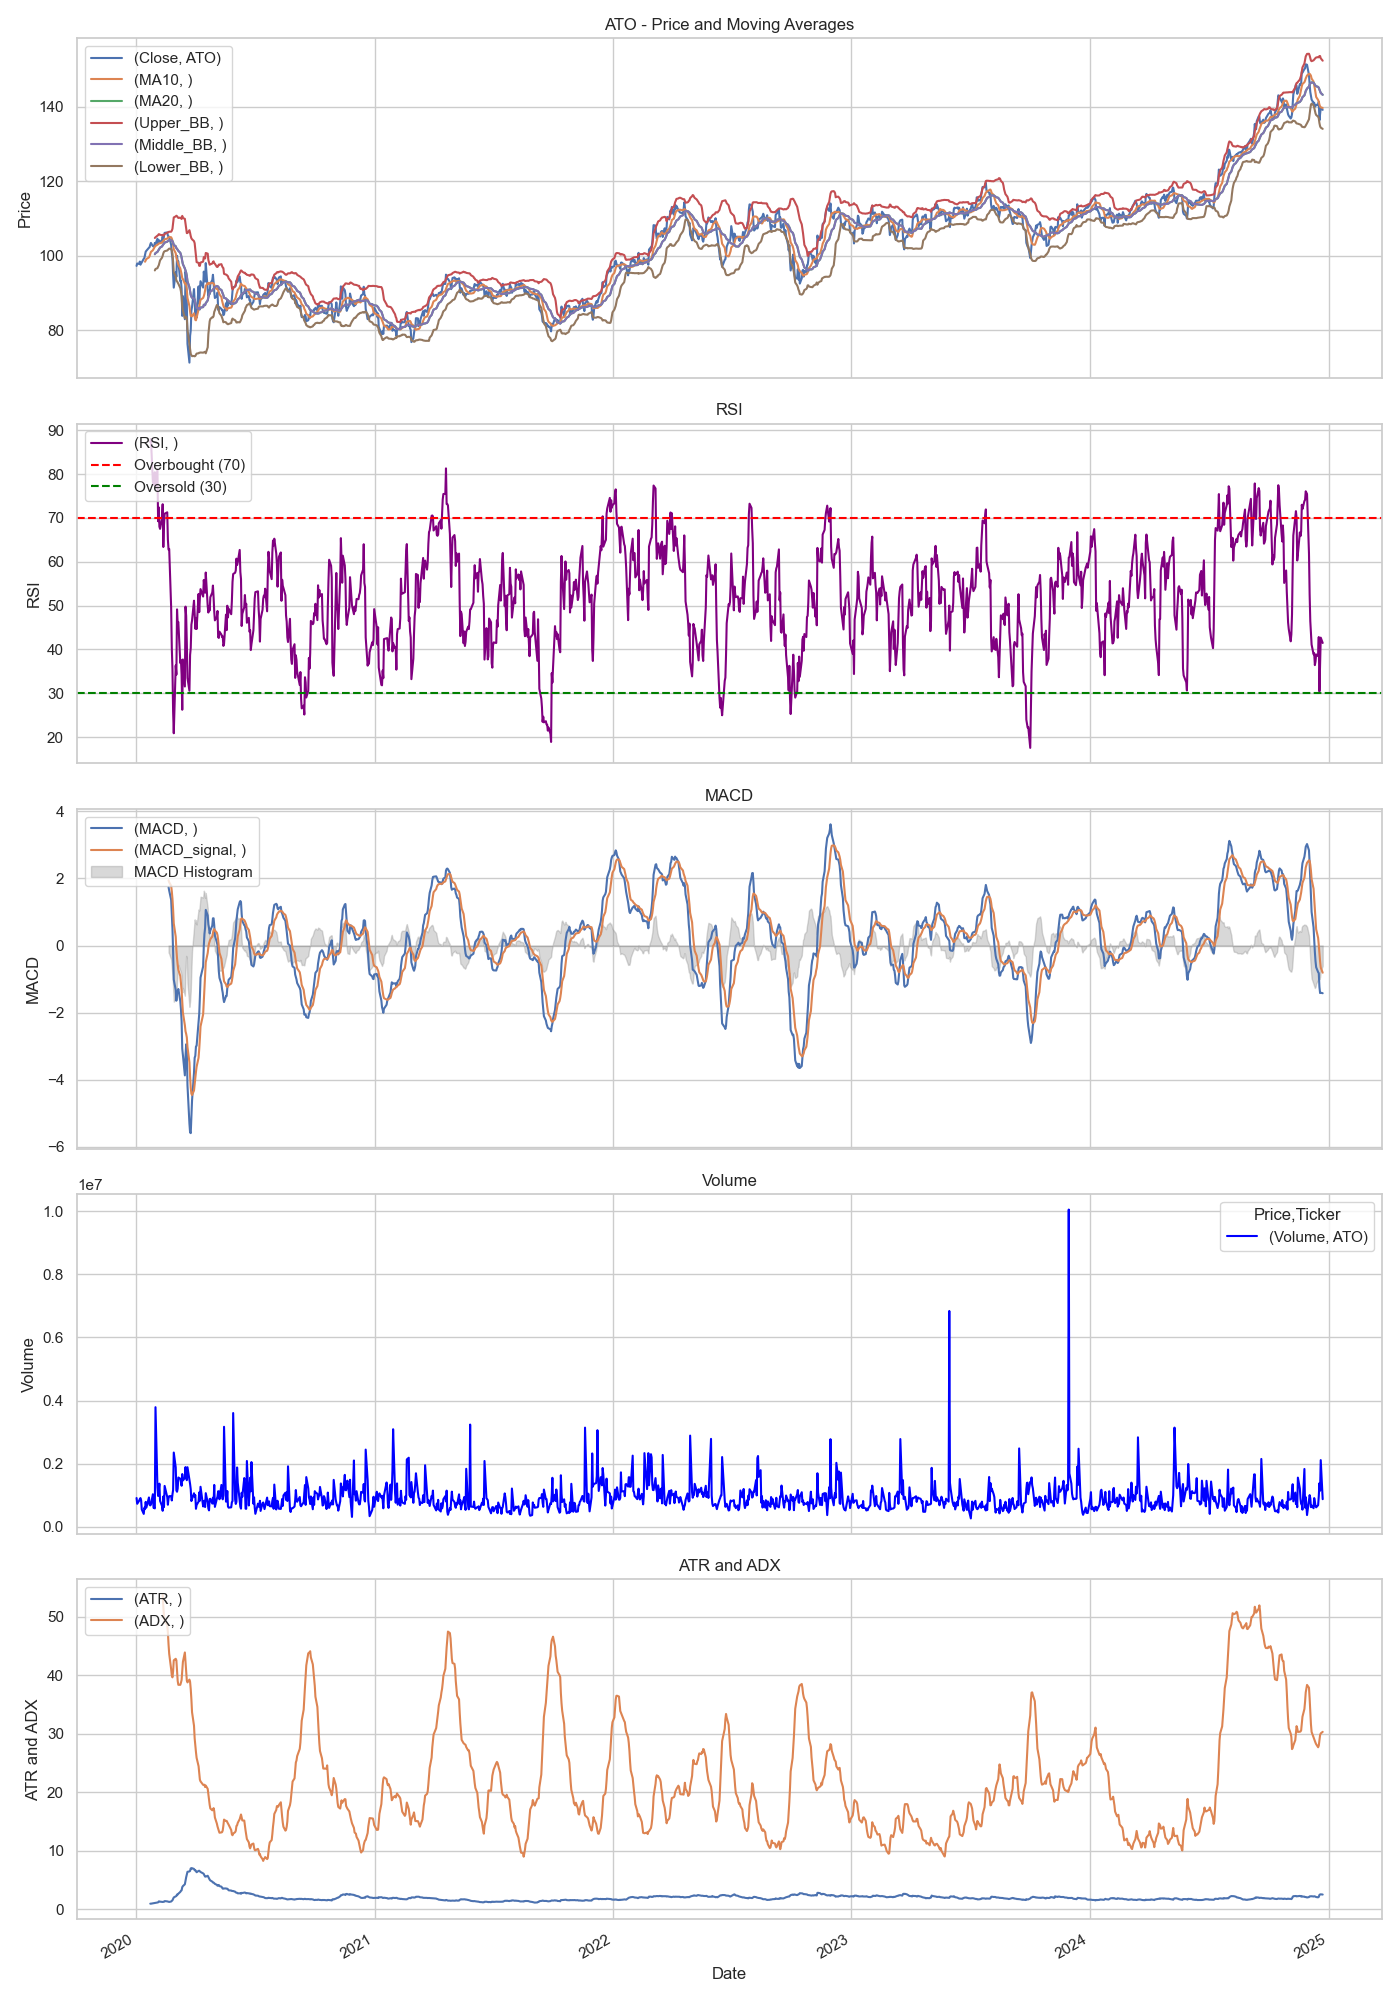 ATO - Price and Moving Averages
(Close, ATO)
(MA10, )
(MA20, )
(Upper_BB, )
(Middle_BB, )
(Lower_BB, )
140
120
100
80
Price
RSI
(RSI, )
Overbought (70)
Oversold (30)
90
80
70
60
50
40
30
20
RSI
MACD
(MACD, )
(MACD_signal, )
MACD Histogram
4
2
0
−2
−4
−6
MACD
Volume
1e7
Price,Ticker
(Volume, ATO)
1.0
0.8
0.6
0.4
0.2
0.0
Volume
ATR and ADX
(ATR, )
(ADX, )
50
40
30
20
10
0
ATR and ADX
2020
2021
2022
2023
2024
2025
Date